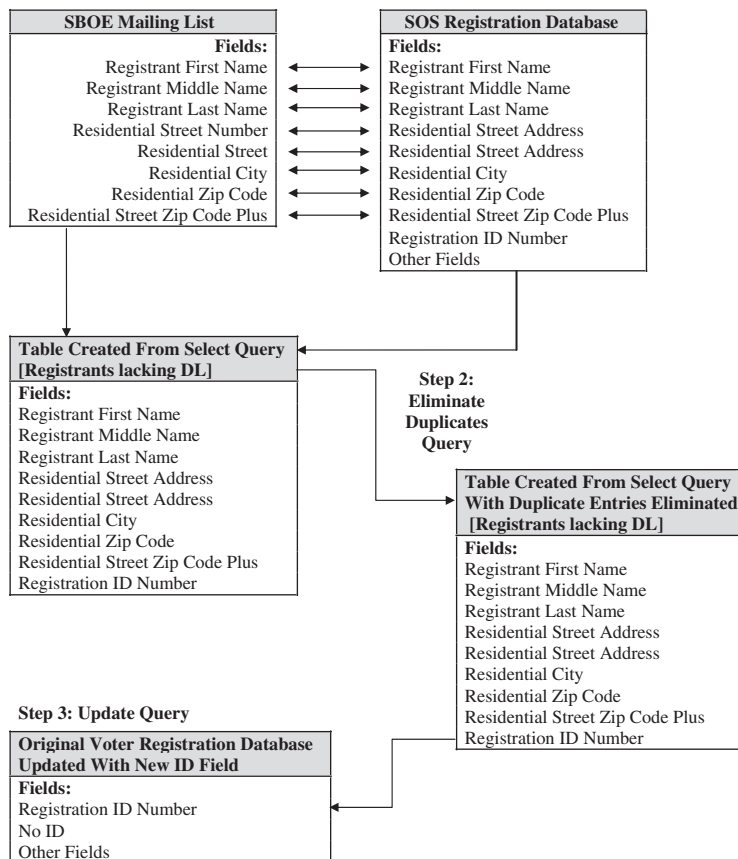 SBOE Mailing List
Fields:
Registrant First Name
Registrant Middle Name
Registrant Last Name
Residential Street Number
Residential Street
Residential City
Residential Zip Code
Residential Street Zip Code Plus
SOS Registration Database
Fields:
Registrant First Name
Registrant Middle Name
Registrant Last Name
Residential Street Address
Residential Street Address
Residential City
Residential Zip Code
Residential Street Zip Code Plus
Registration ID Number
Other Fields
Table Created From Select Query
[Registrants lacking DL]
Fields:
Registrant First Name
Registrant Middle Name
Registrant Last Name
Residential Street Address
Residential Street Address
Residential City
Residential Zip Code
Residential Street Zip Code Plus
Registration ID Number
Step 2:
Eliminate
Duplicates
Query
Table Created From Select Query
With Duplicate Entries Eliminated
[Registrants lacking DL]
Fields:
Registrant First Name
Registrant Middle Name
Registrant Last Name
Residential Street Address
Residential Street Address
Residential City
Residential Zip Code
Residential Street Zip Code Plus
Registration ID Number
Step 3: Update Query
Original Voter Registration Database
Updated With New ID Field
Fields:
Registration ID Number
No ID
Other Fields